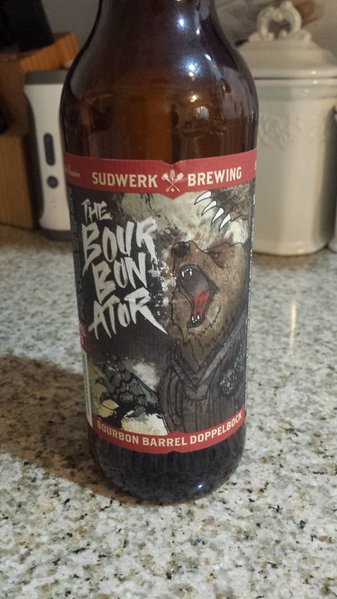 SUDWERK BREWING
THE
BOUR
BON
ATOR
BOURBON BARREL DOPPELBOCK